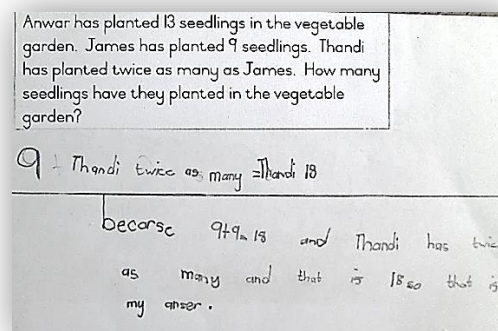 Anwar has planted 13 seedlings in the vegetable
garden. James has planted 9 seedlings. Thandi
has planted twice as many as James. How many
seedlings have they planted in the vegetable
garden?
9 + Thandi twice as many = Thandi 18
becorse 9+9=18 and Thandi has twic
as many and that is 18 so that is
my anser.